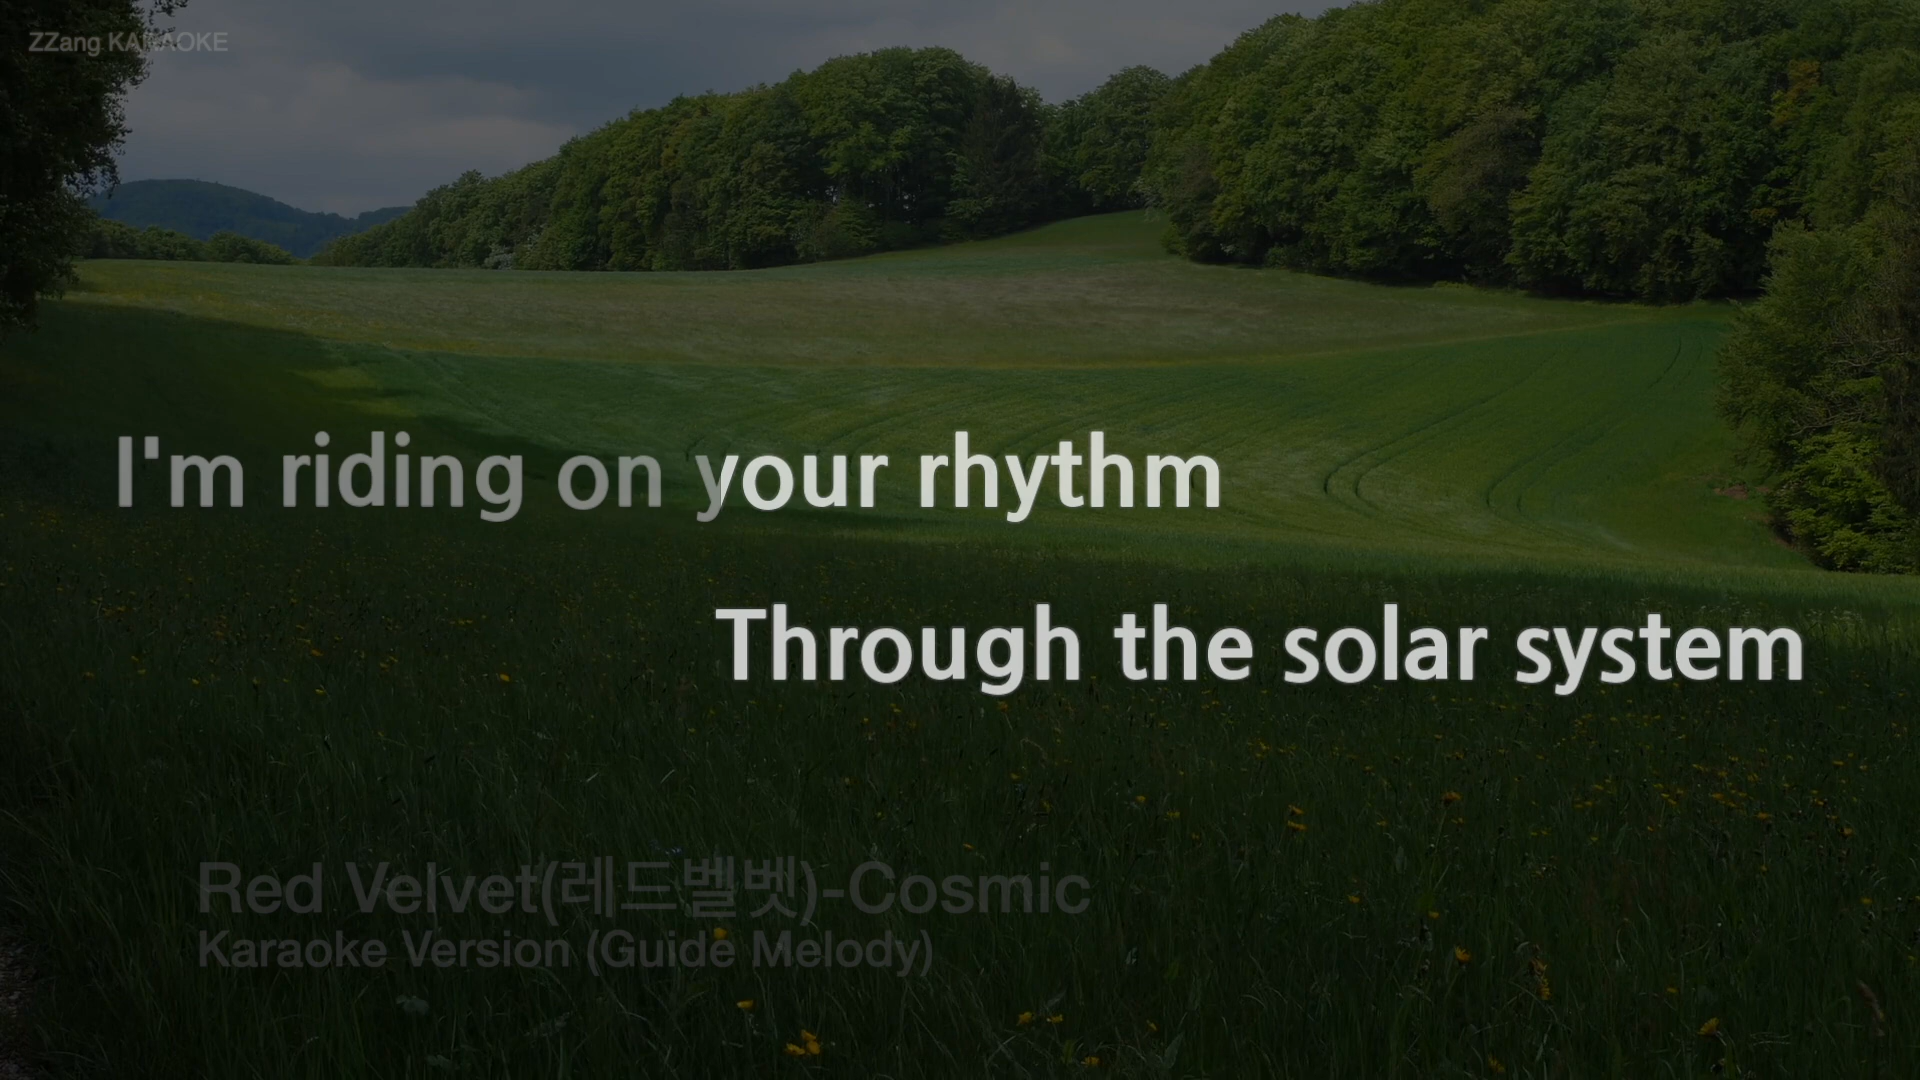 ZZang KARAOKE
I'm riding on your rhythm
Through the solar system
Red Velvet(레드벨벳)-Cosmic
Karaoke Version (Guide Melody)